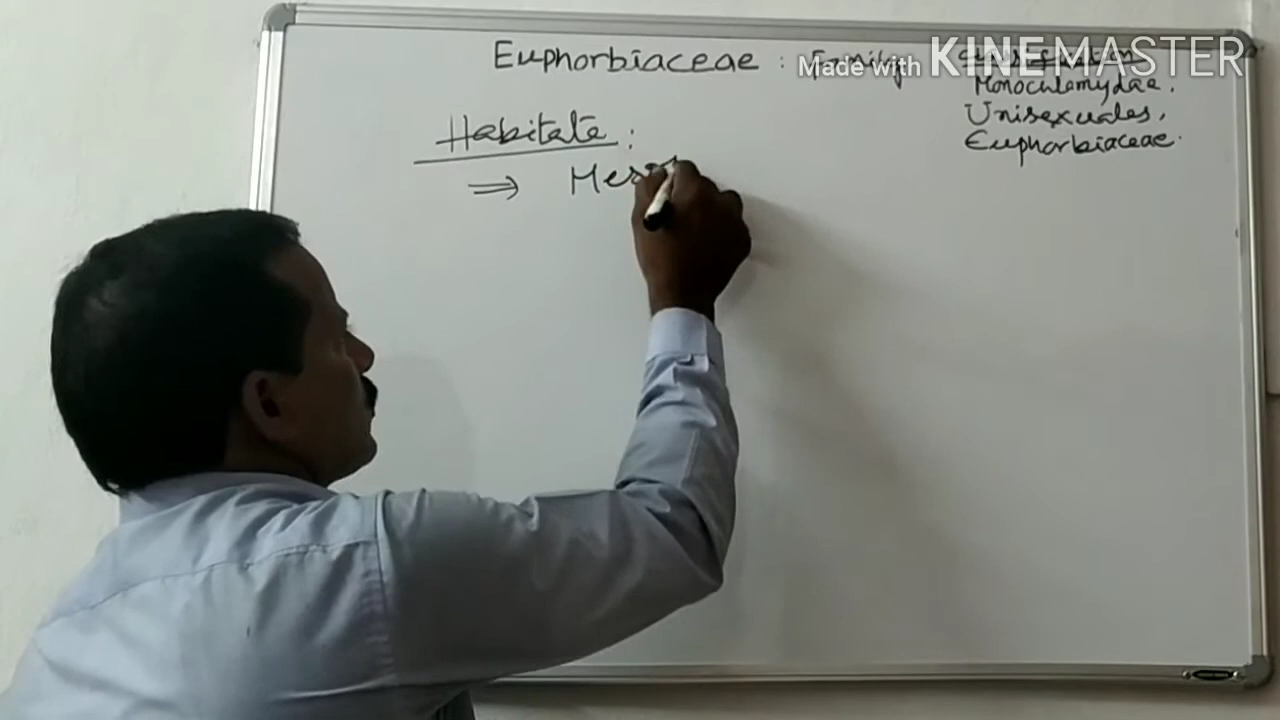 Euphorbiaceae : Family
Made with KINEMASTER
Monochlamydae.
Unisexuales,
Euphorbiaceae.
Habitate :
⇒ Mes